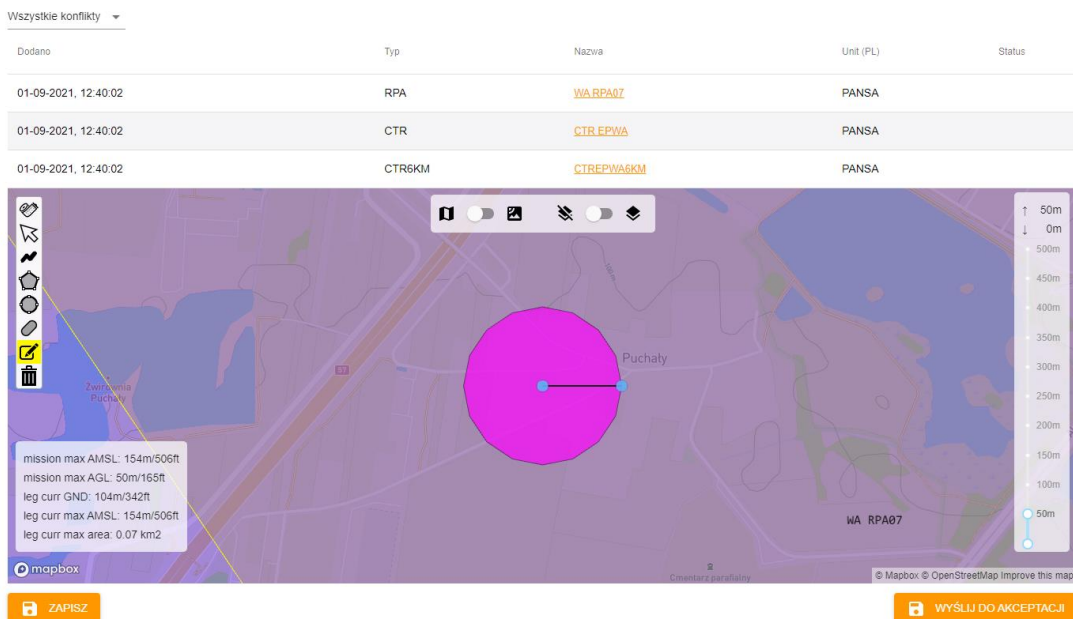 Wszystkie konflikty
Dodano Typ Nazwa Unit (PL) Status
01-09-2021, 12:40:02 RPA WA RPA07 PANSA
01-09-2021, 12:40:02 CTR CTR EPWA PANSA
01-09-2021, 12:40:02 CTR6KM CTREPWA6KM PANSA
↑ 50m
↓ 0m
500m
450m
400m
350m
300m
250m
200m
150m
100m
50m
Puchały
S7
Żwirownia
Puchały
mission max AMSL: 154m/506ft
mission max AGL: 50m/165ft
leg curr GND: 104m/342ft
leg curr max AMSL: 154m/506ft
leg curr max area: 0.07 km2
WA RPA07
Cmentarz parafialny
mapbox
© Mapbox © OpenStreetMap Improve this map
ZAPISZ
WYŚLIJ DO AKCEPTACJI